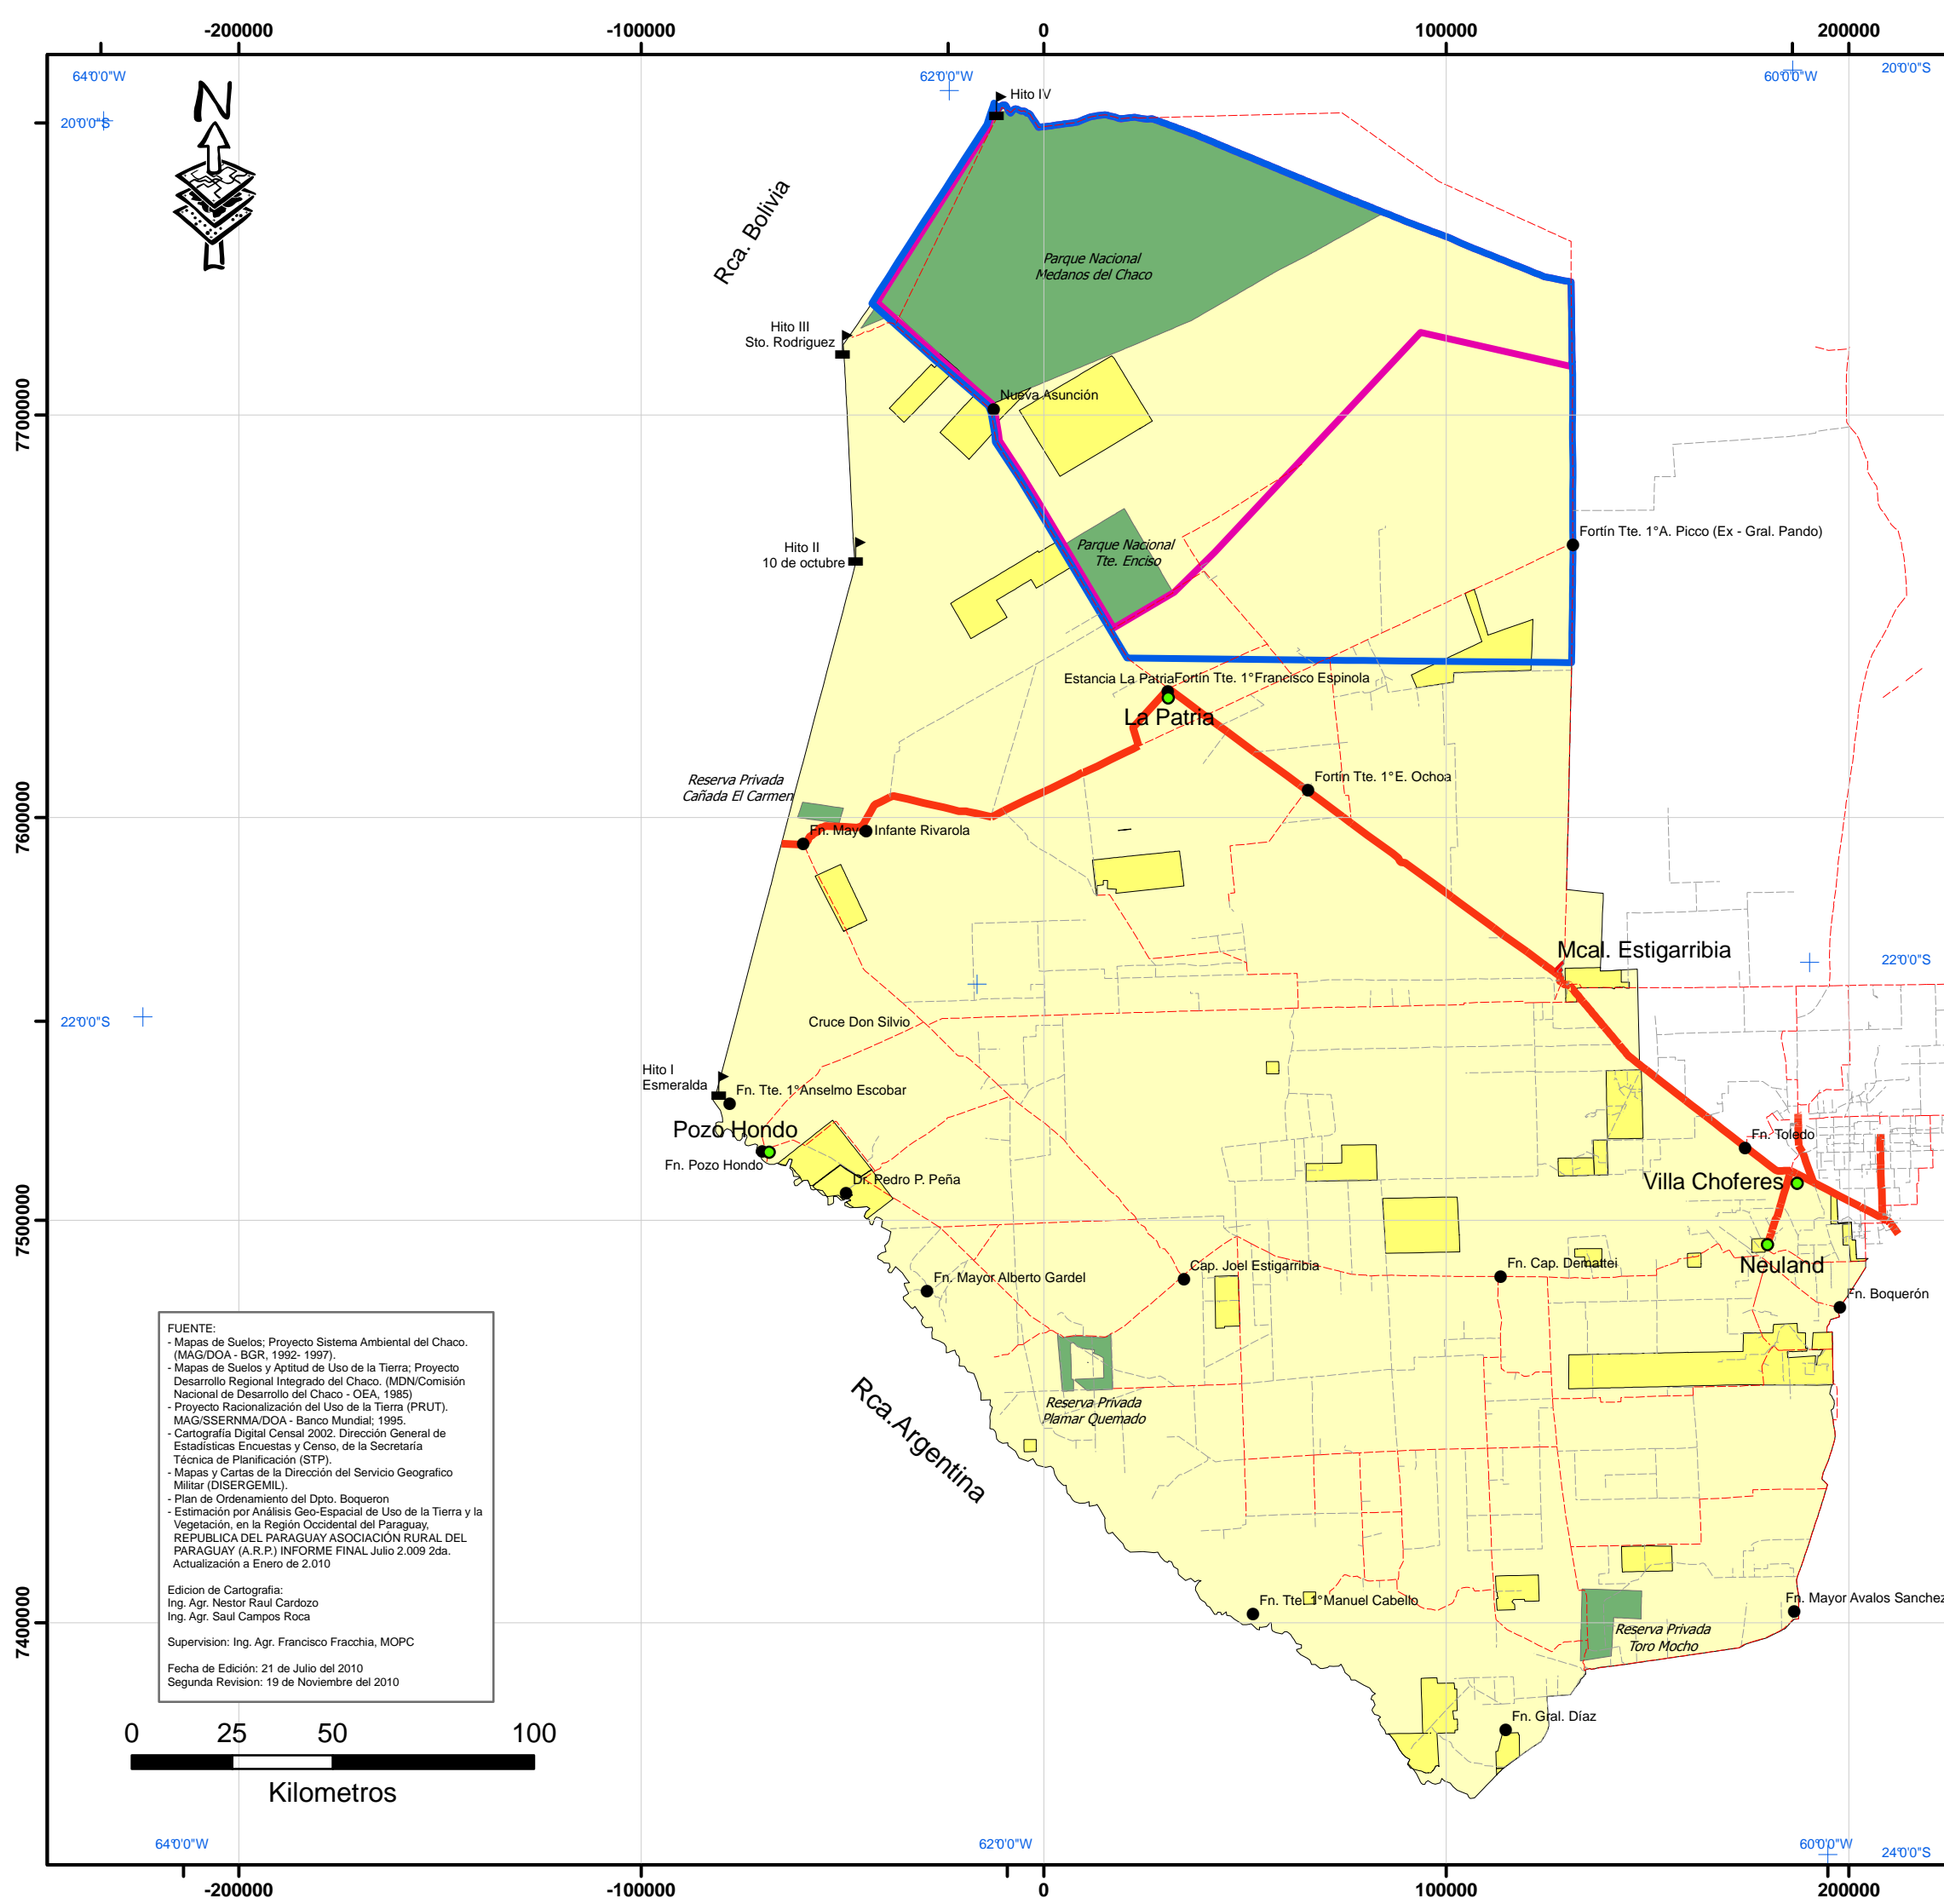 -200000
-100000
0
100000
200000
64°0'0"W
62°0'0"W
60°0'0"W
20°0'0"S
N
20°0'0"S
Hito IV
Rca. Bolivia
Parque Nacional
Medanos del Chaco
Hito III
Sto. Rodriguez
Nueva Asunción
7700000
Parque Nacional
Tte. Enciso
Fortín Tte. 1°A. Picco (Ex - Gral. Pando)
Hito II
10 de octubre
Estancia La Patria
Fortín Tte. 1°Francisco Espinola
La Patria
Reserva Privada
Cañada El Carmen
Fortín Tte. 1°E. Ochoa
7600000
Fn. Mayor Infante Rivarola
Mcal. Estigarribia
22°0'0"S
22°0'0"S
Cruce Don Silvio
Hito I
Esmeralda
Fn. Tte. 1°Anselmo Escobar
Pozo Hondo
Fn. Pozo Hondo
Dr. Pedro P. Peña
Fn. Toledo
Villa Choferes
7500000
Neuland
Fn. Mayor Alberto Gardel
Cap. Joel Estigarribia
Fn. Cap. Demattei
Fn. Boquerón
Rca.Argentina
Reserva Privada
Plamar Quemado
FUENTE:
- Mapas de Suelos; Proyecto Sistema Ambiental del Chaco.
(MAG/DOA - BGR, 1992- 1997).
- Mapas de Suelos y Aptitud de Uso de la Tierra; Proyecto
Desarrollo Regional Integrado del Chaco. (MDN/Comisión
Nacional de Desarrollo del Chaco - OEA, 1985)
- Proyecto Racionalización del Uso de la Tierra (PRUT).
MAG/SSERNMA/DOA - Banco Mundial; 1995.
- Cartografía Digital Censal 2002. Dirección General de
Estadísticas Encuestas y Censo, de la Secretaría
Técnica de Planificación (STP).
- Mapas y Cartas de la Dirección del Servicio Geografico
Militar (DISERGEMIL).
- Plan de Ordenamiento del Dpto. Boqueron
- Estimación por Análisis Geo-Espacial de Uso de la Tierra y la
Vegetación, en la Región Occidental del Paraguay,
REPUBLICA DEL PARAGUAY ASOCIACIÓN RURAL DEL
PARAGUAY (A.R.P.) INFORME FINAL Julio 2.009 2da.
Actualización a Enero de 2.010
Edicion de Cartografia:
Ing. Agr. Nestor Raul Cardozo
Ing. Agr. Saul Campos Roca
Supervision: Ing. Agr. Francisco Fracchia, MOPC
Fecha de Edición: 21 de Julio del 2010
Segunda Revision: 19 de Noviembre del 2010
Fn. Tte. 1°Manuel Cabello
Fn. Mayor Avalos Sanchez
7400000
Reserva Privada
Toro Mocho
Fn. Gral. Díaz
0
25
50
100
Kilometros
64°0'0"W
62°0'0"W
60°0'0"W
24°0'0"S
-200000
-100000
0
100000
200000